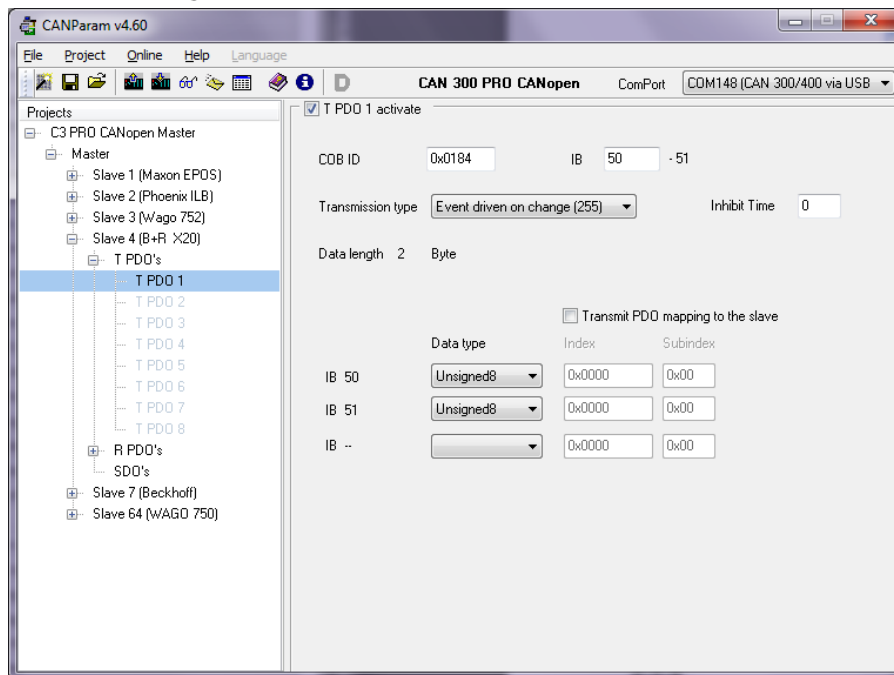 CANParam v4.60
File Project Online Help Language
D CAN 300 PRO CANopen ComPort COM148 (CAN 300/400 via USB
Projects
C3 PRO CANopen Master
Master
Slave 1 (Maxon EPOS)
Slave 2 (Phoenix ILB)
Slave 3 (Wago 752)
Slave 4 (B+R X20)
T PDO's
T PDO 1
T PDO 2
T PDO 3
T PDO 4
T PDO 5
T PDO 6
T PDO 7
T PDO 8
R PDO's
SDO's
Slave 7 (Beckhoff)
Slave 64 (WAGO 750)
T PDO 1 activate
COB ID 0x0184 IB 50 - 51
Transmission type Event driven on change (255) Inhibit Time 0
Data length 2 Byte
Transmit PDO mapping to the slave
Data type Index Subindex
IB 50 Unsigned8 0x0000 0x00
IB 51 Unsigned8 0x0000 0x00
IB -- 0x0000 0x00